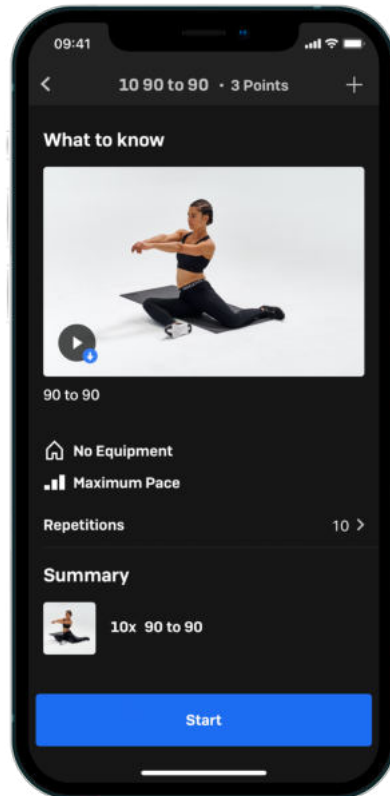 09:41
10 90 to 90 • 3 Points
What to know
90 to 90
No Equipment
Maximum Pace
Repetitions 10
Summary
10x 90 to 90
Start